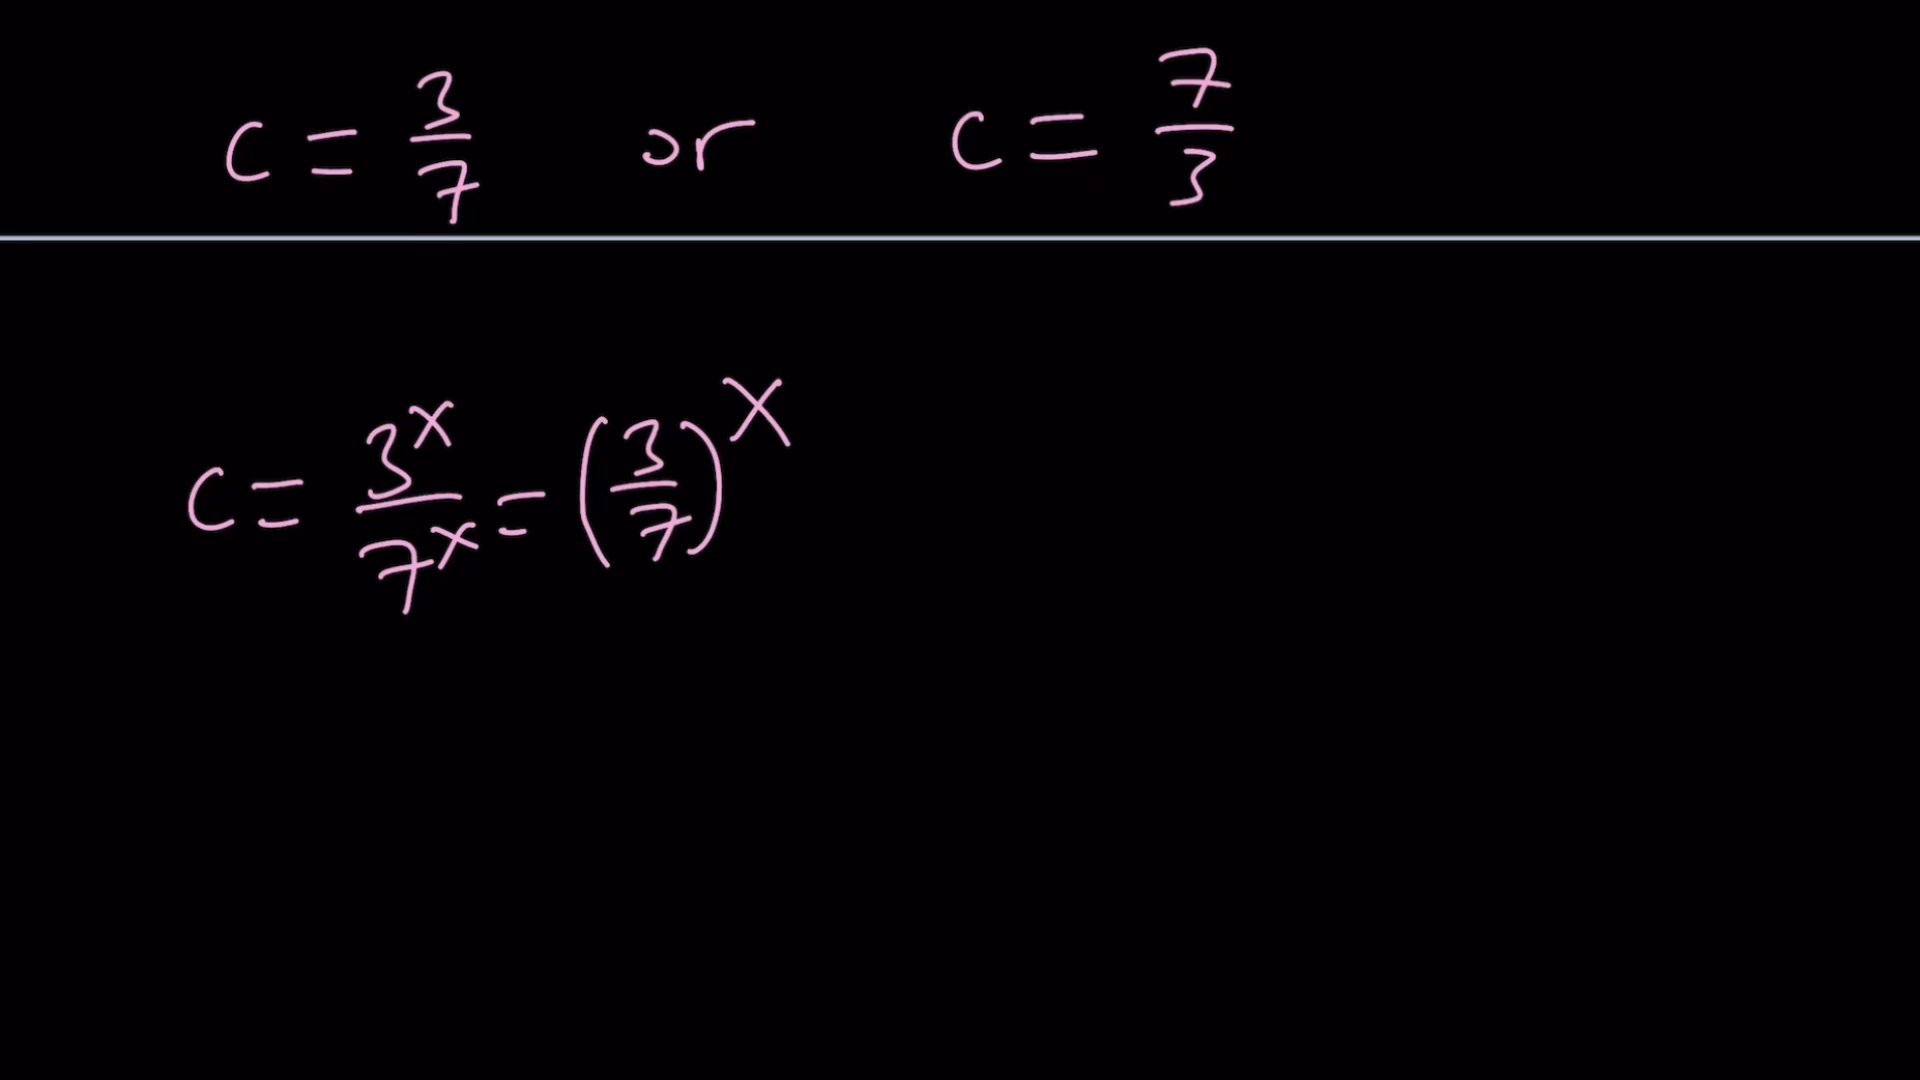 c = 3/7 or c = 7/3
c = 3^x/7^x = (3/7)^x